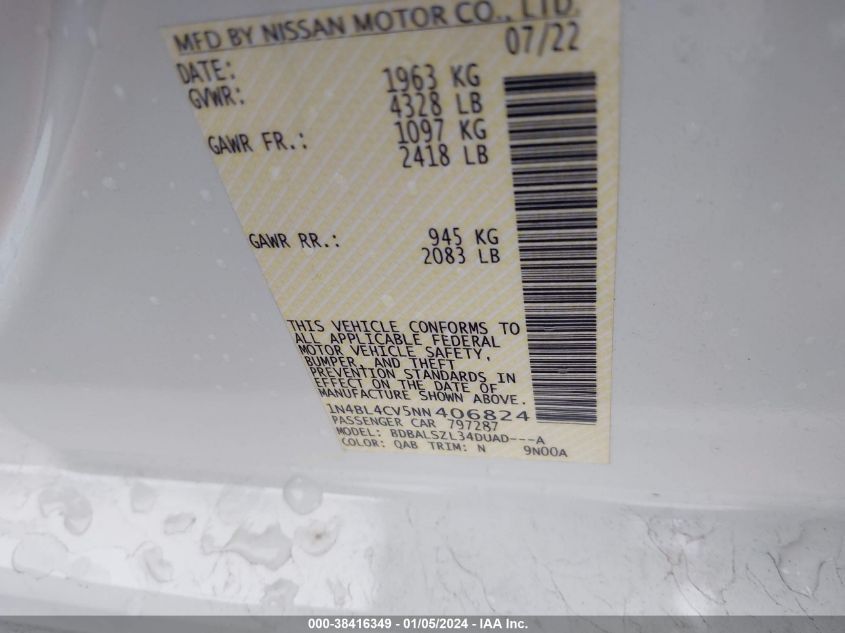 MFD BY NISSAN MOTOR CO., LTD.
DATE: 07/22
GVWR: 1963 KG
4328 LB
GAWR FR.: 1097 KG
2418 LB
GAWR RR.: 945 KG
2083 LB
THIS VEHICLE CONFORMS TO
ALL APPLICABLE FEDERAL
MOTOR VEHICLE SAFETY,
BUMPER, AND THEFT
PREVENTION STANDARDS IN
EFFECT ON THE DATE OF
MANUFACTURE SHOWN ABOVE.
1N4BL4CV5NN406824
PASSENGER CAR 797287
MODEL: BDBALSZL34DUAD---A
COLOR: QAB TRIM: N 9N00A
000-38416349 - 01/05/2024 - IAA Inc.